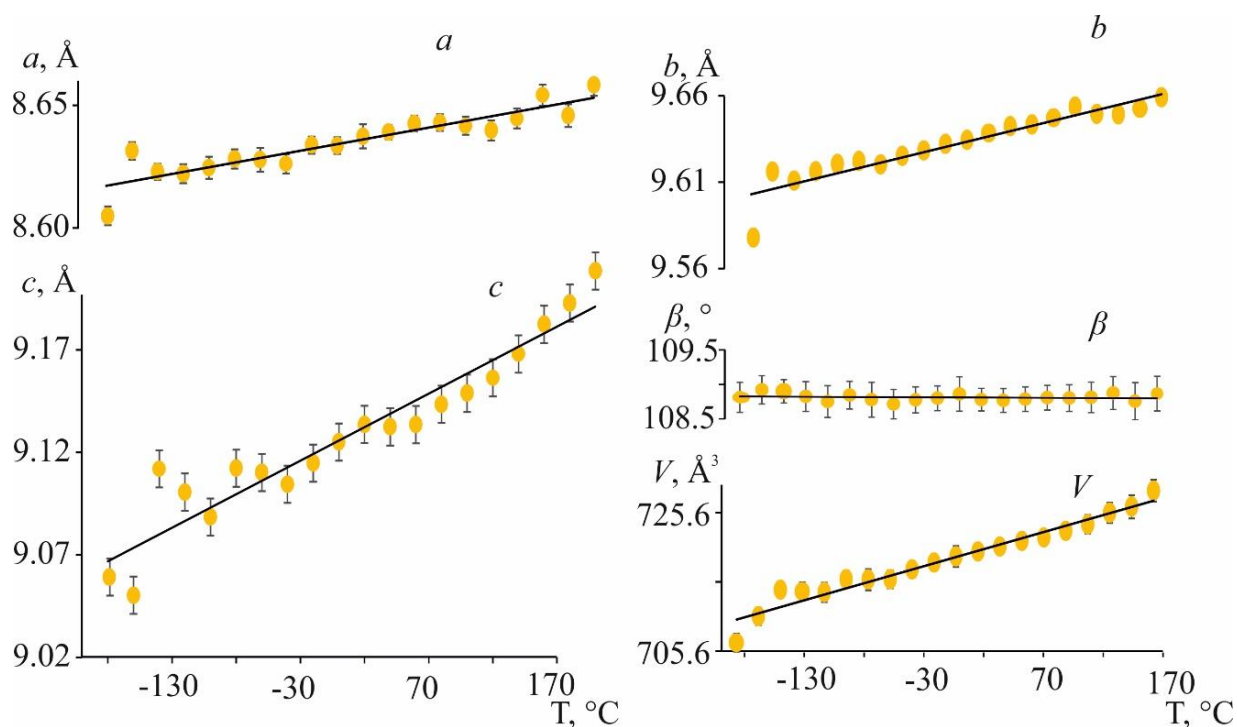 a
a, Å
8.65
8.60
c, Å
c
9.17
9.12
9.07
9.02
-130 -30 70 170
T, °C
b
b, Å
9.66
9.61
9.56
β, °
β
109.5
108.5
V, Å³
V
725.6
705.6
-130 -30 70 170
T, °C